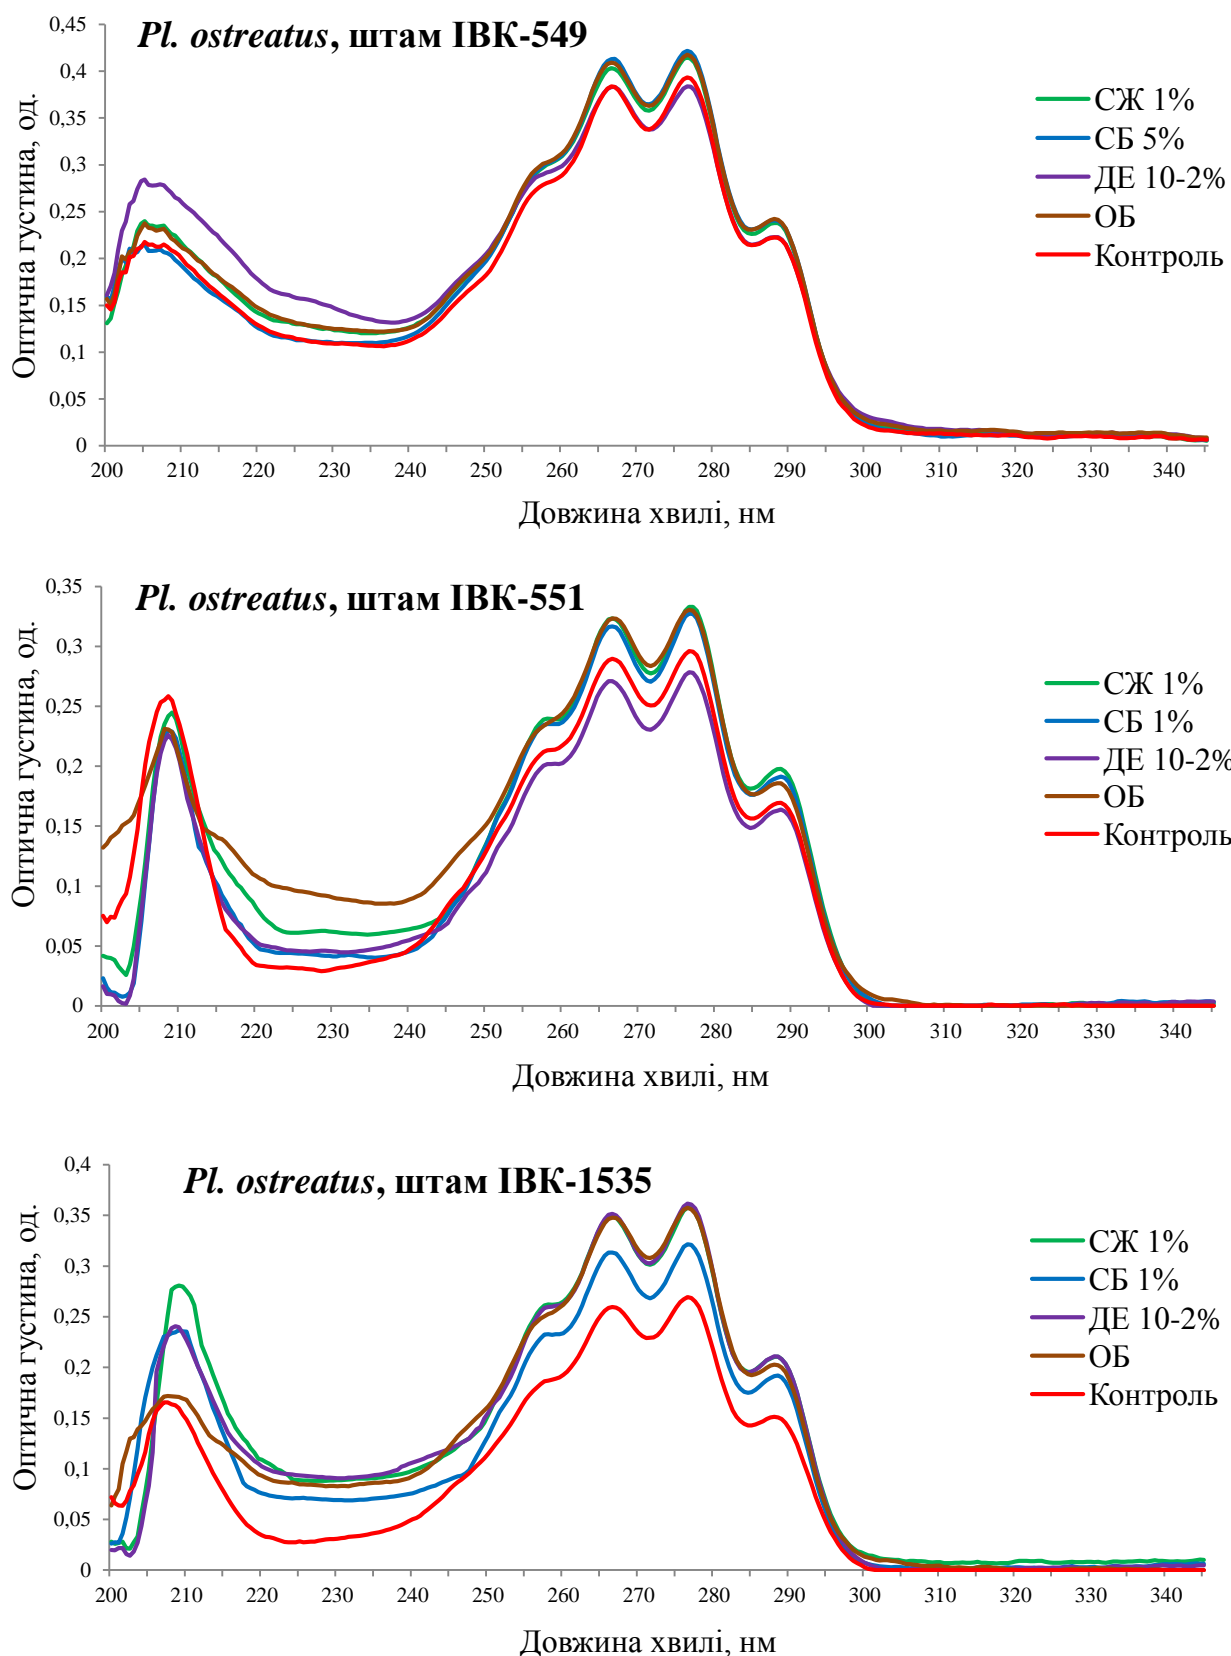 Pl. ostreatus, штам ІВК-549
Оптична густина, од.
0,45
0,4
0,35
0,3
0,25
0,2
0,15
0,1
0,05
0
200 210 220 230 240 250 260 270 280 290 300 310 320 330 340
Довжина хвилі, нм
СЖ 1%
СБ 5%
ДЕ 10-2%
ОБ
Контроль
Pl. ostreatus, штам ІВК-551
Оптична густина, од.
0,35
0,3
0,25
0,2
0,15
0,1
0,05
0
200 210 220 230 240 250 260 270 280 290 300 310 320 330 340
Довжина хвилі, нм
СЖ 1%
СБ 1%
ДЕ 10-2%
ОБ
Контроль
Pl. ostreatus, штам ІВК-1535
Оптична густина, од.
0,4
0,35
0,3
0,25
0,2
0,15
0,1
0,05
0
200 210 220 230 240 250 260 270 280 290 300 310 320 330 340
Довжина хвилі, нм
СЖ 1%
СБ 1%
ДЕ 10-2%
ОБ
Контроль